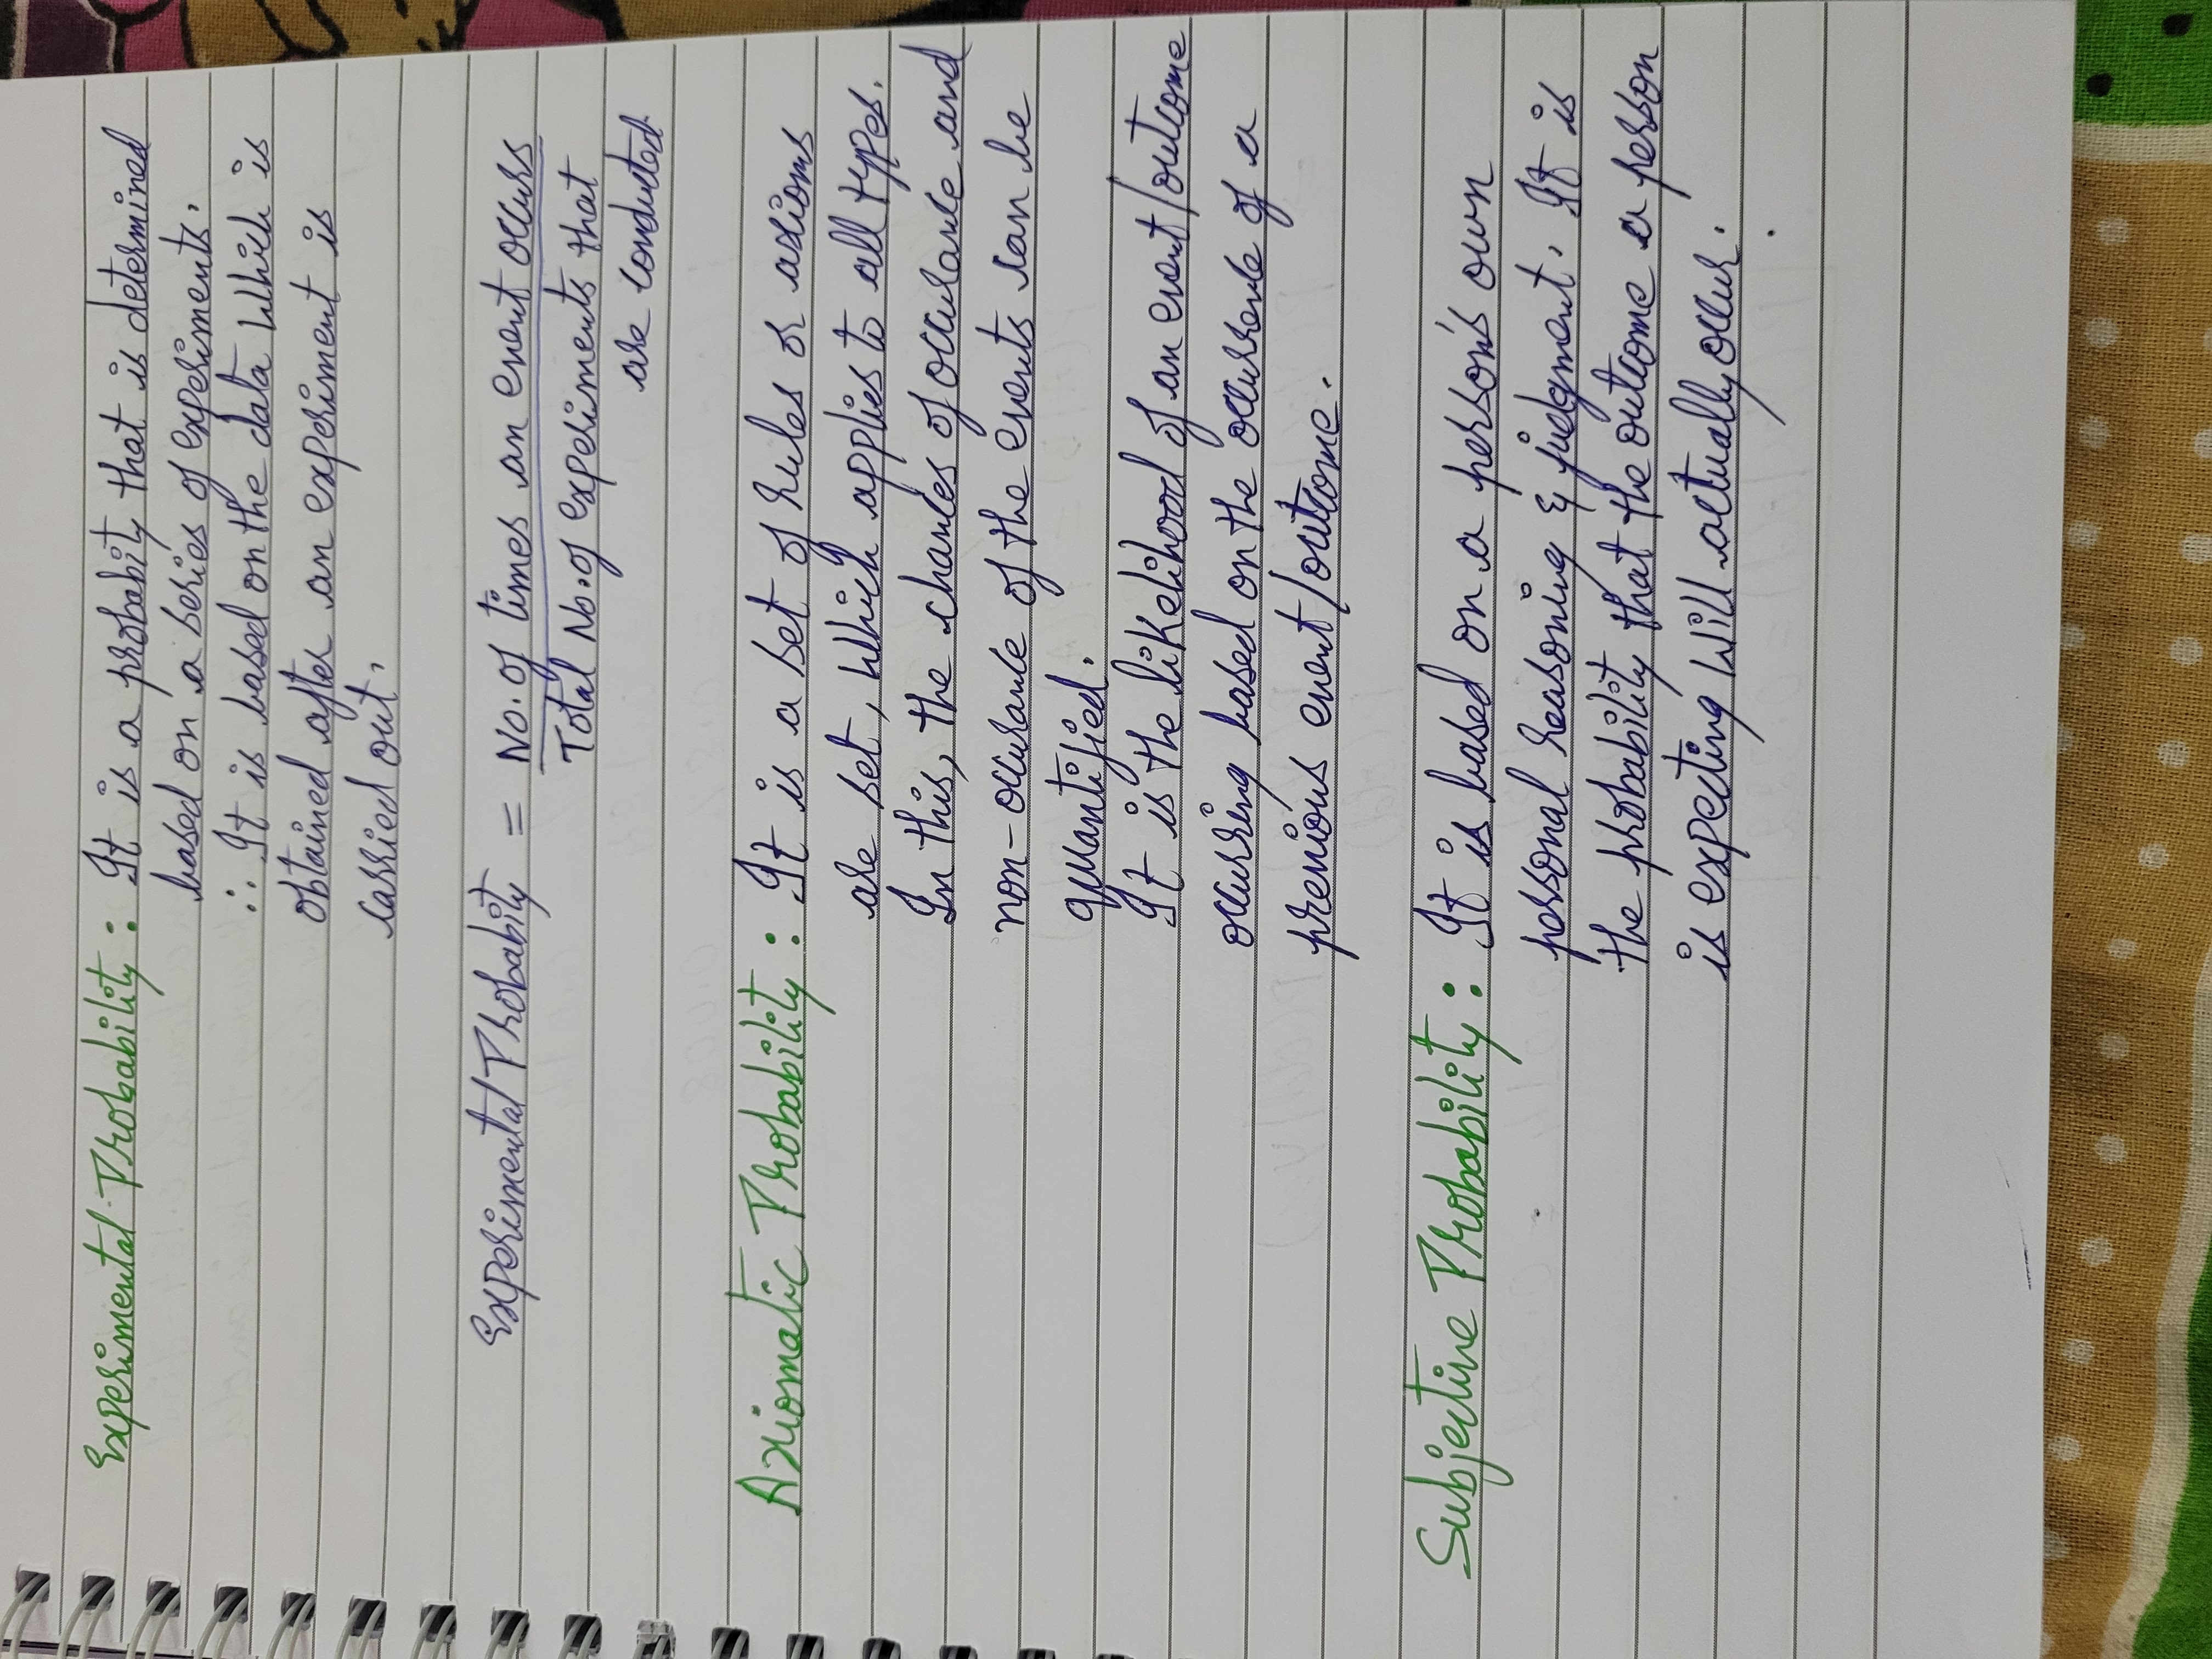 Experimental Probability : It is a probabity that is determined
based on a series of experiments.
∴ It is based on the data which is
obtained after an experiment is
carried out.
Experimental Probabity = No. of times an event occurs
Total No. of experiments that
are conducted.
Axiomatic Probability : It is a set of rules or axioms
are set, which applies to all types.
In this, the chances of occurance and
non-occurance of the events can be
quantified.
It is the likelihood of an event/outcome
occurring based on the occurrence of a
previous event/outcome.
Subjective Probability : It is based on a person's own
personal reasoning & judgment. It is
the probability that the outcome a person
is expecting will actually occur.